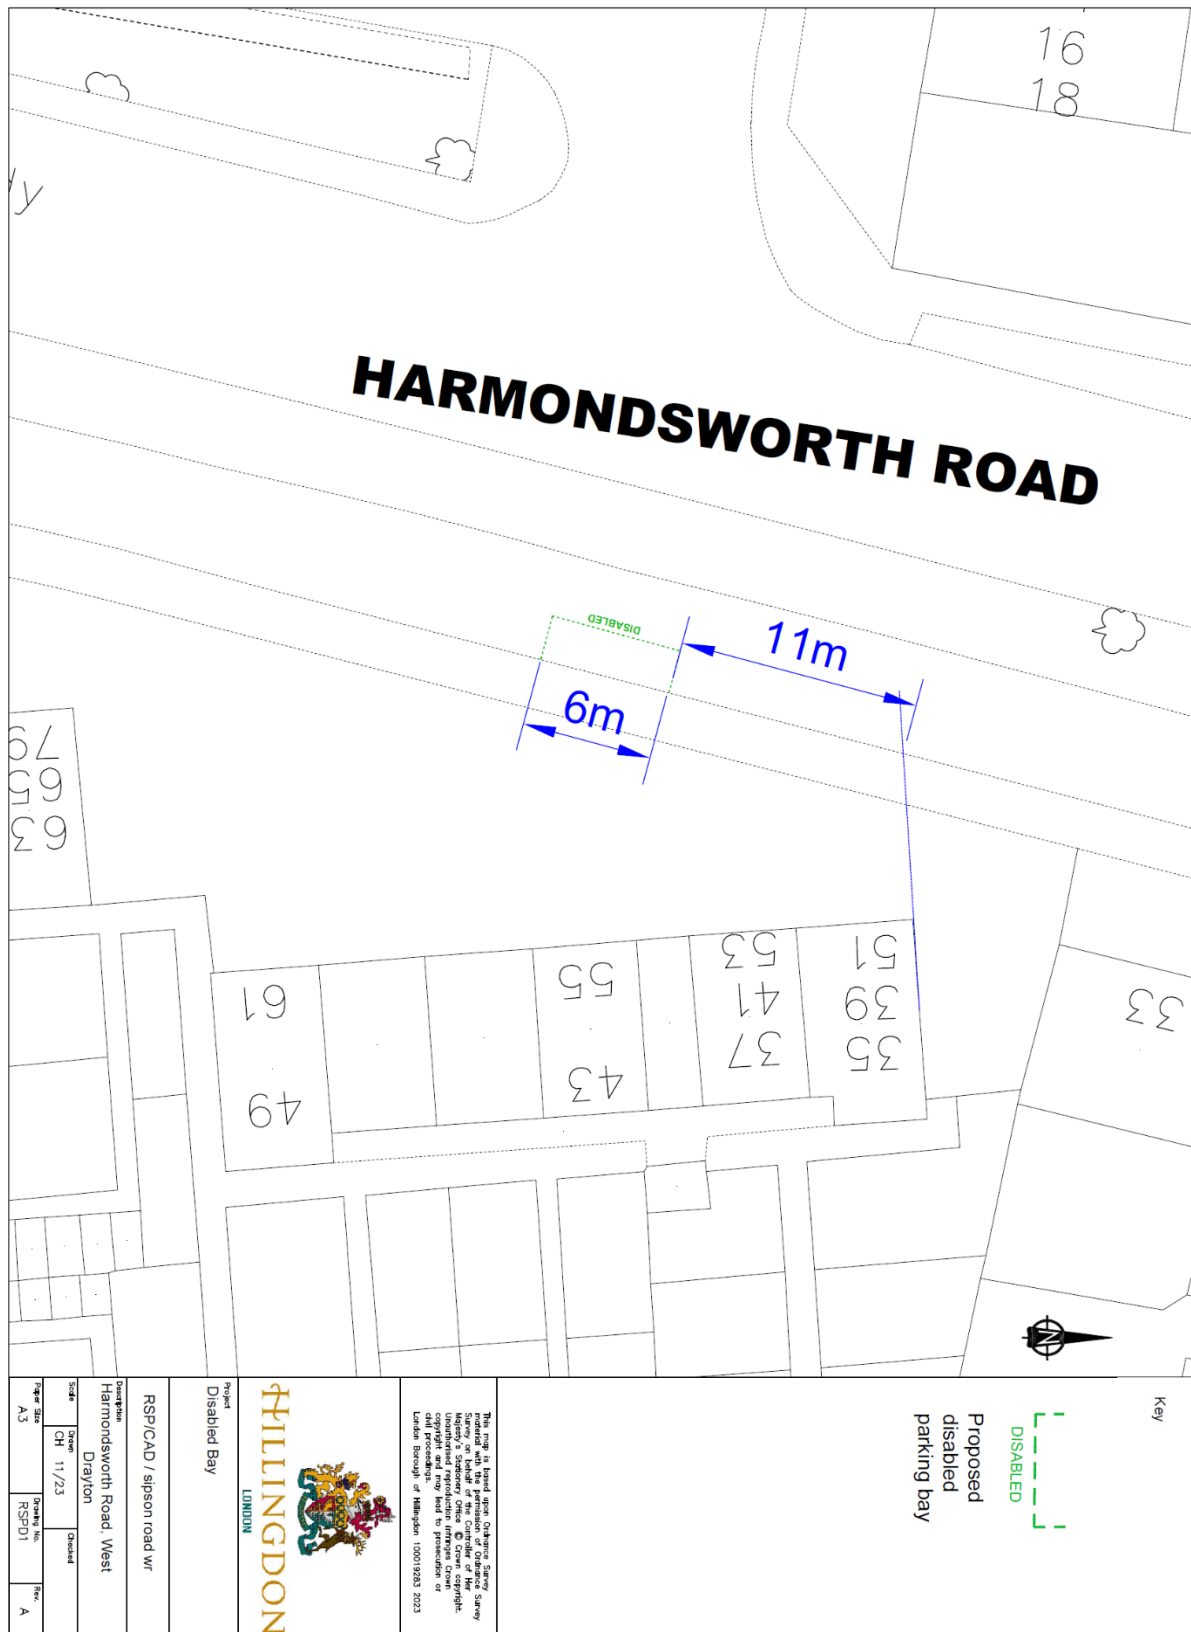 16
18
ly
HARMONDSWORTH ROAD
DISABLED
11m
6m
79
69
55
63
61
49
55
43
53
41
37
51
39
35
33
N
Key
DISABLED
Proposed
disabled
parking bay
This map is based upon Ordnance Survey
material with the permission of Ordnance Survey
Survey on behalf of the Controller of Her
Majesty's Stationery Office © Crown copyright.
Unauthorised reproduction infringes Crown
copyright and may lead to prosecution or
civil proceedings.
London Borough of Hillingdon 100019283 2023
HILLINGDON
LONDON
Project
Disabled Bay
RSP/CAD / sipson road wr
Description
Harmondsworth Road, West
Drayton
Scale
Drawn
CH 11/23
Checked
Paper Size
A3
Drawing No.
RSPD1
Rev.
A